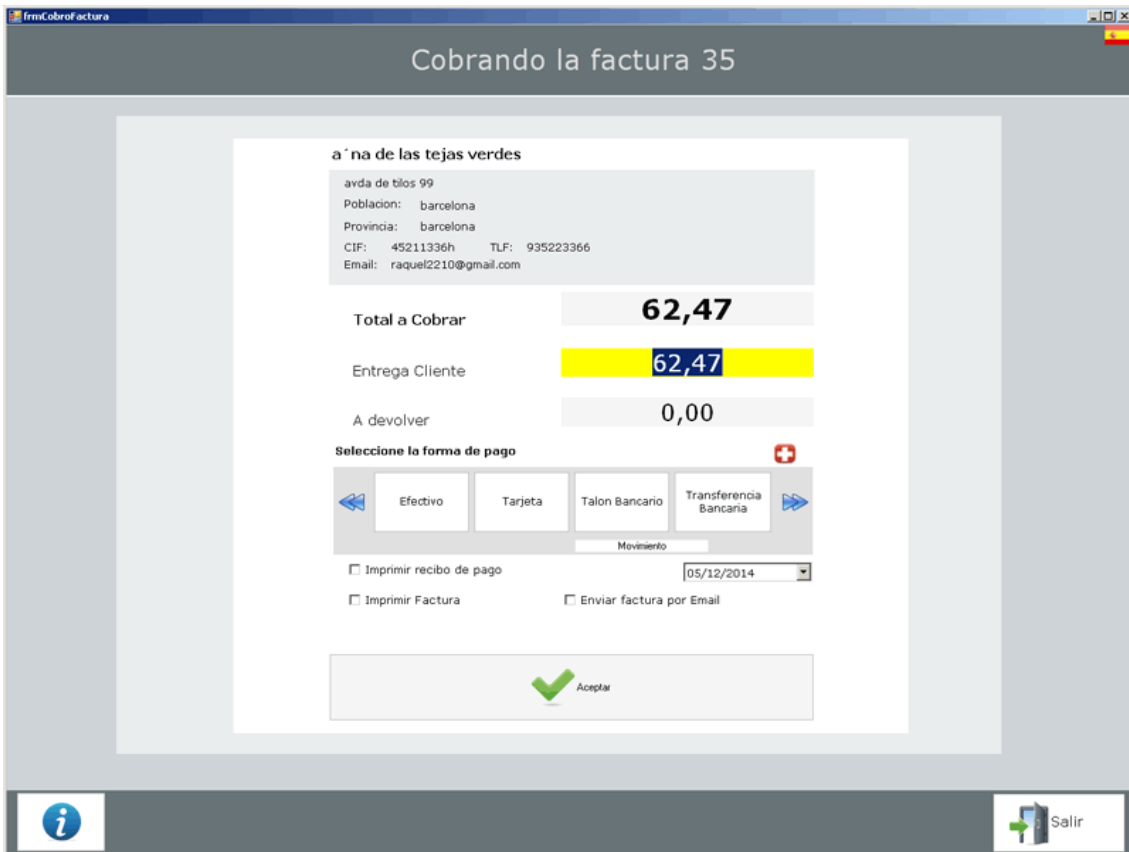 frmCobroFactura
Cobrando la factura 35
a´na de las tejas verdes
avda de tilos 99
Poblacion: barcelona
Provincia: barcelona
CIF: 45211336h TLF: 935223366
Email: raquel2210@gmail.com
Total a Cobrar 62,47
Entrega Cliente 62,47
A devolver 0,00
Seleccione la forma de pago
Efectivo Tarjeta Talon Bancario Transferencia Bancaria
Movimiento
Imprimir recibo de pago 05/12/2014
Imprimir Factura Enviar factura por Email
Aceptar
Salir